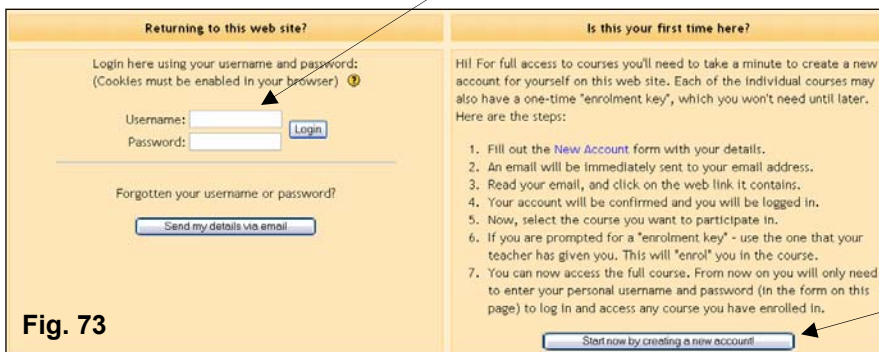 Returning to this web site?
Login here using your username and password:
(Cookies must be enabled in your browser) ?
Username:
Login
Password:
Forgotten your username or password?
Send my details via email
Fig. 73
Is this your first time here?
Hi! For full access to courses you'll need to take a minute to create a new
account for yourself on this web site. Each of the individual courses may
also have a one-time "enrolment key", which you won't need until later.
Here are the steps:
1. Fill out the New Account form with your details.
2. An email will be immediately sent to your email address.
3. Read your email, and click on the web link it contains.
4. Your account will be confirmed and you will be logged in.
5. Now, select the course you want to participate in.
6. If you are prompted for a "enrolment key" - use the one that your
teacher has given you. This will "enrol" you in the course.
7. You can now access the full course. From now on you will only need
to enter your personal username and password (in the form on this
page) to log in and access any course you have enrolled in.
Start now by creating a new account!